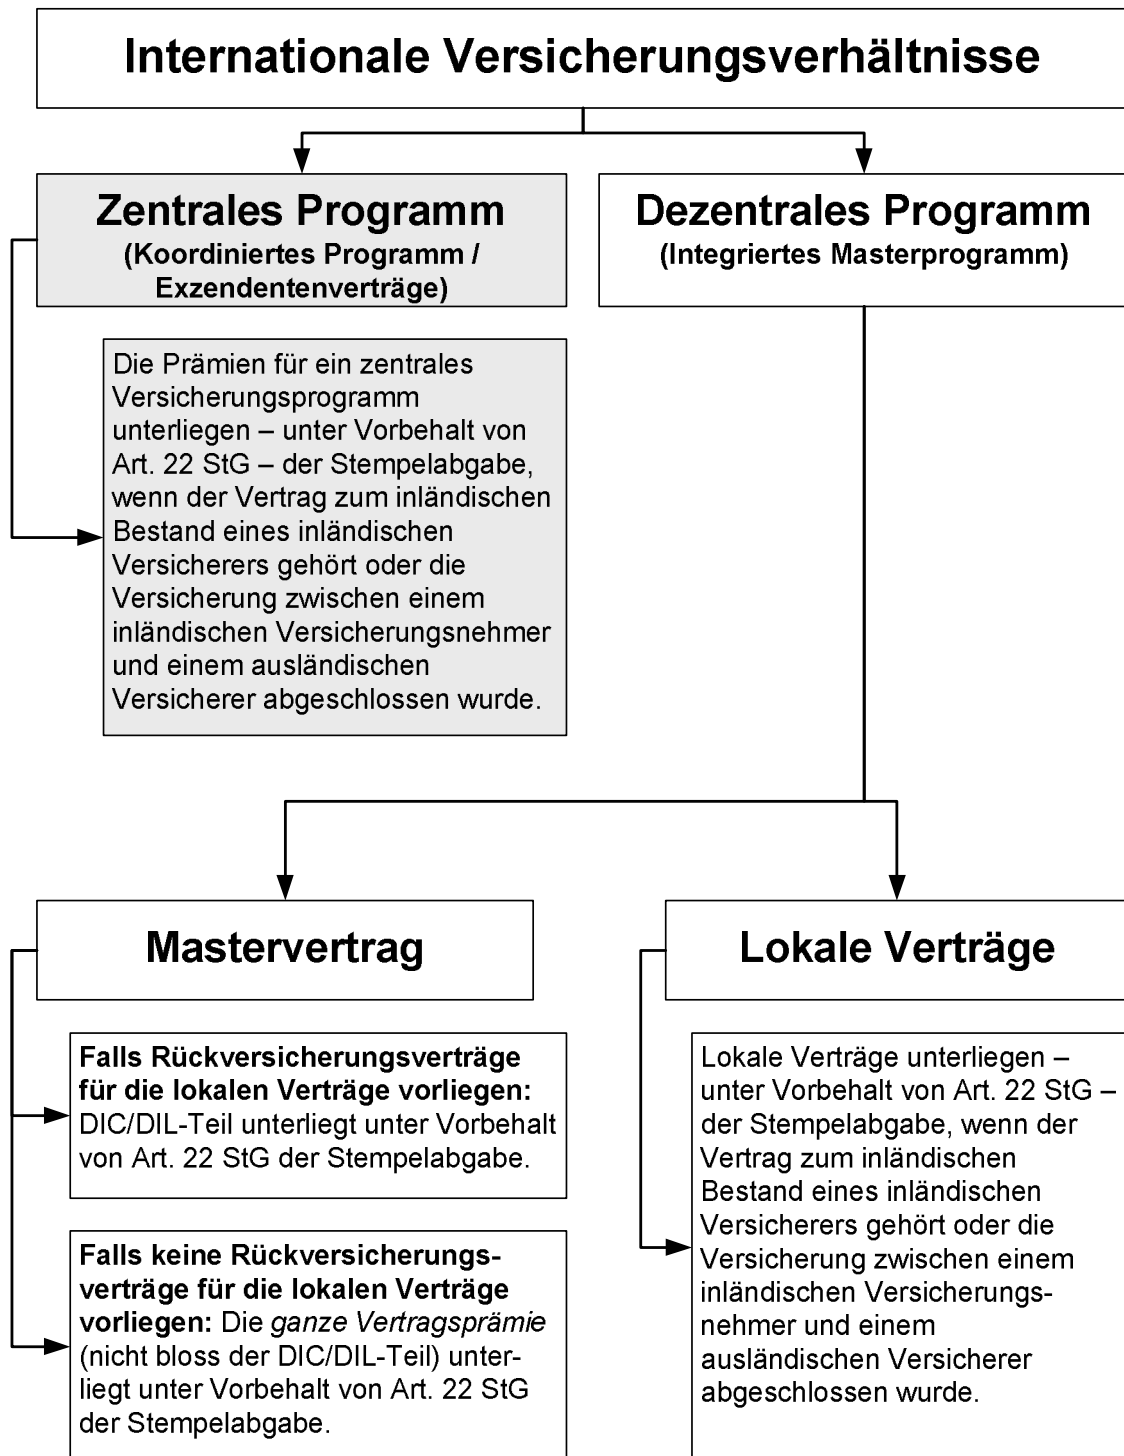 Internationale Versicherungsverhältnisse
Zentrales Programm
(Koordiniertes Programm /
Exzendentenverträge)
Dezentrales Programm
(Integriertes Masterprogramm)
Die Prämien für ein zentrales
Versicherungsprogramm
unterliegen – unter Vorbehalt von
Art. 22 StG – der Stempelabgabe,
wenn der Vertrag zum inländischen
Bestand eines inländischen
Versicherers gehört oder die
Versicherung zwischen einem
inländischen Versicherungsnehmer
und einem ausländischen
Versicherer abgeschlossen wurde.
Mastervertrag
Falls Rückversicherungsverträge
für die lokalen Verträge vorliegen:
DIC/DIL-Teil unterliegt unter Vorbehalt
von Art. 22 StG der Stempelabgabe.
Falls keine Rückversicherungs-
verträge für die lokalen Verträge
vorliegen: Die ganze Vertragsprämie
(nicht bloss der DIC/DIL-Teil) unter-
liegt unter Vorbehalt von Art. 22 StG
der Stempelabgabe.
Lokale Verträge
Lokale Verträge unterliegen –
unter Vorbehalt von Art. 22 StG –
der Stempelabgabe, wenn der
Vertrag zum inländischen
Bestand eines inländischen
Versicherers gehört oder die
Versicherung zwischen einem
inländischen Versicherungs-
nehmer und einem
ausländischen Versicherer
abgeschlossen wurde.